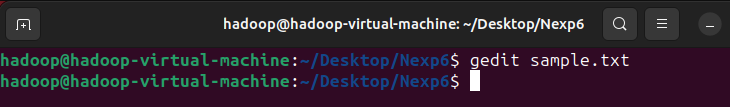 hadoop@hadoop-virtual-machine: ~/Desktop/Nexp6
hadoop@hadoop-virtual-machine:~/Desktop/Nexp6$ gedit sample.txt
hadoop@hadoop-virtual-machine:~/Desktop/Nexp6$